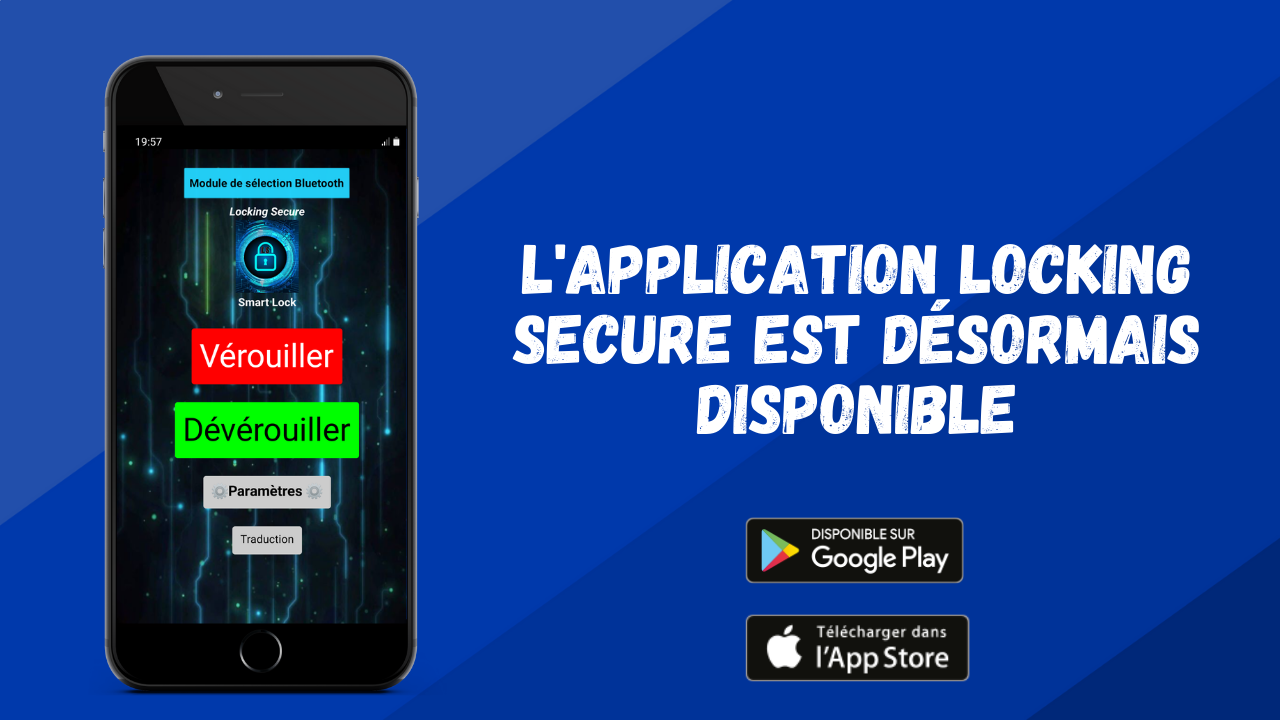 19:57
Module de sélection Bluetooth
Locking Secure
Smart Lock
Vérouiller
Dévérouiller
Paramètres
Traduction
L'APPLICATION LOCKING
SECURE EST DÉSORMAIS
DISPONIBLE
DISPONIBLE SUR
Google Play
Télécharger dans
l'App Store